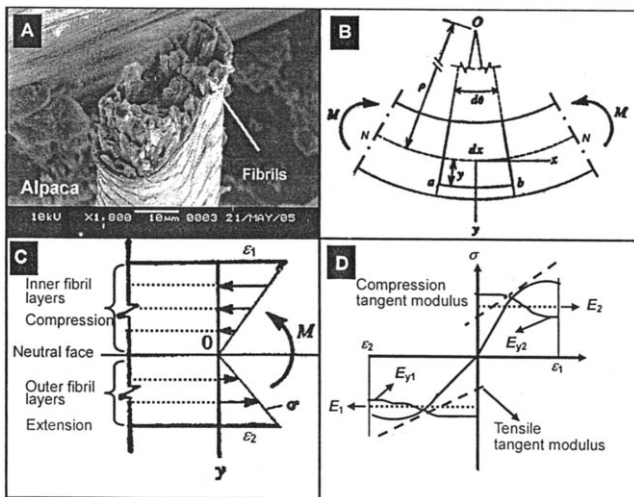 A
Fibrils
Alpaca
10kV X1,000 10μm 0003 21/MAY/05
B
O
ρ
dθ
M
M
N
dx
N
x
y
a
b
y
C
ε1
Inner fibril
layers
Compression
0
M
Neutral face
Outer fibril
layers
σ
Extension
ε2
y
D
σ
Compression
tangent modulus
E2
ε2
Ey2
ε1
Ey1
E1
Tensile
tangent modulus